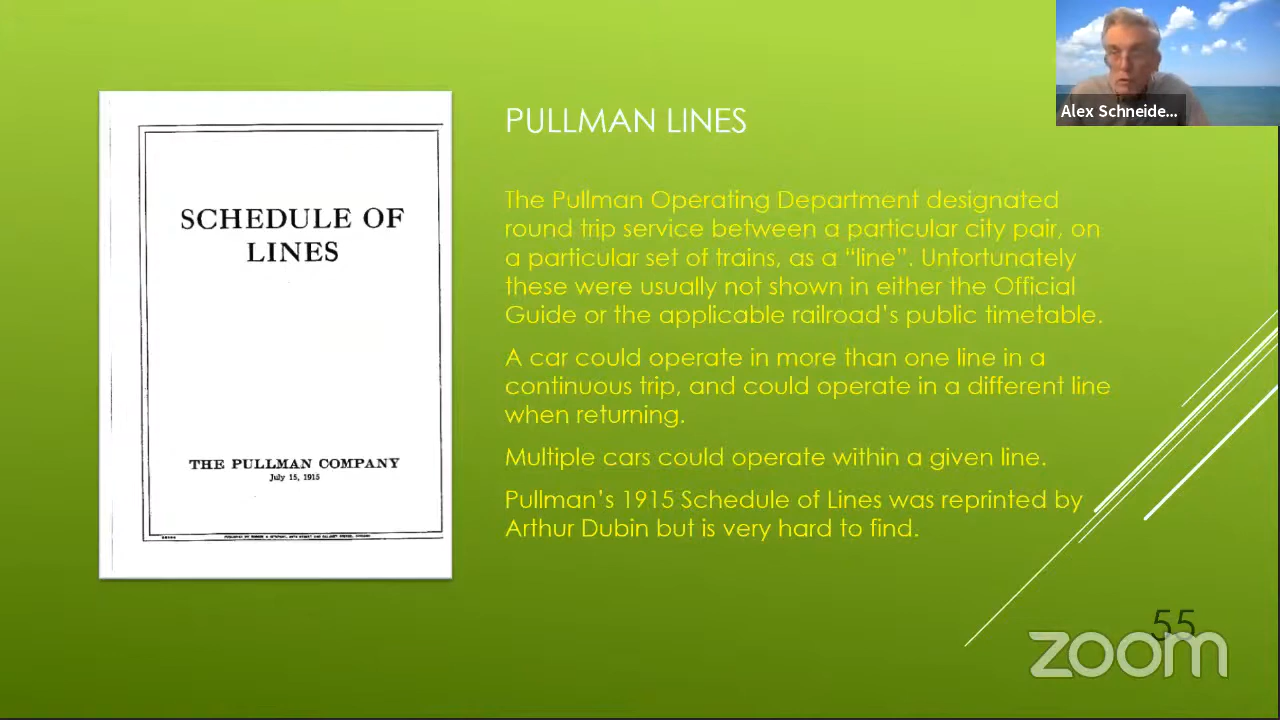 SCHEDULE OF
LINES
THE PULLMAN COMPANY
July 15, 1915
PULLMAN LINES
The Pullman Operating Department designated
round trip service between a particular city pair, on
a particular set of trains, as a “line”. Unfortunately
these were usually not shown in either the Official
Guide or the applicable railroad’s public timetable.
A car could operate in more than one line in a
continuous trip, and could operate in a different line
when returning.
Multiple cars could operate within a given line.
Pullman’s 1915 Schedule of Lines was reprinted by
Arthur Dubin but is very hard to find.
Alex Schneide...
55
zoom